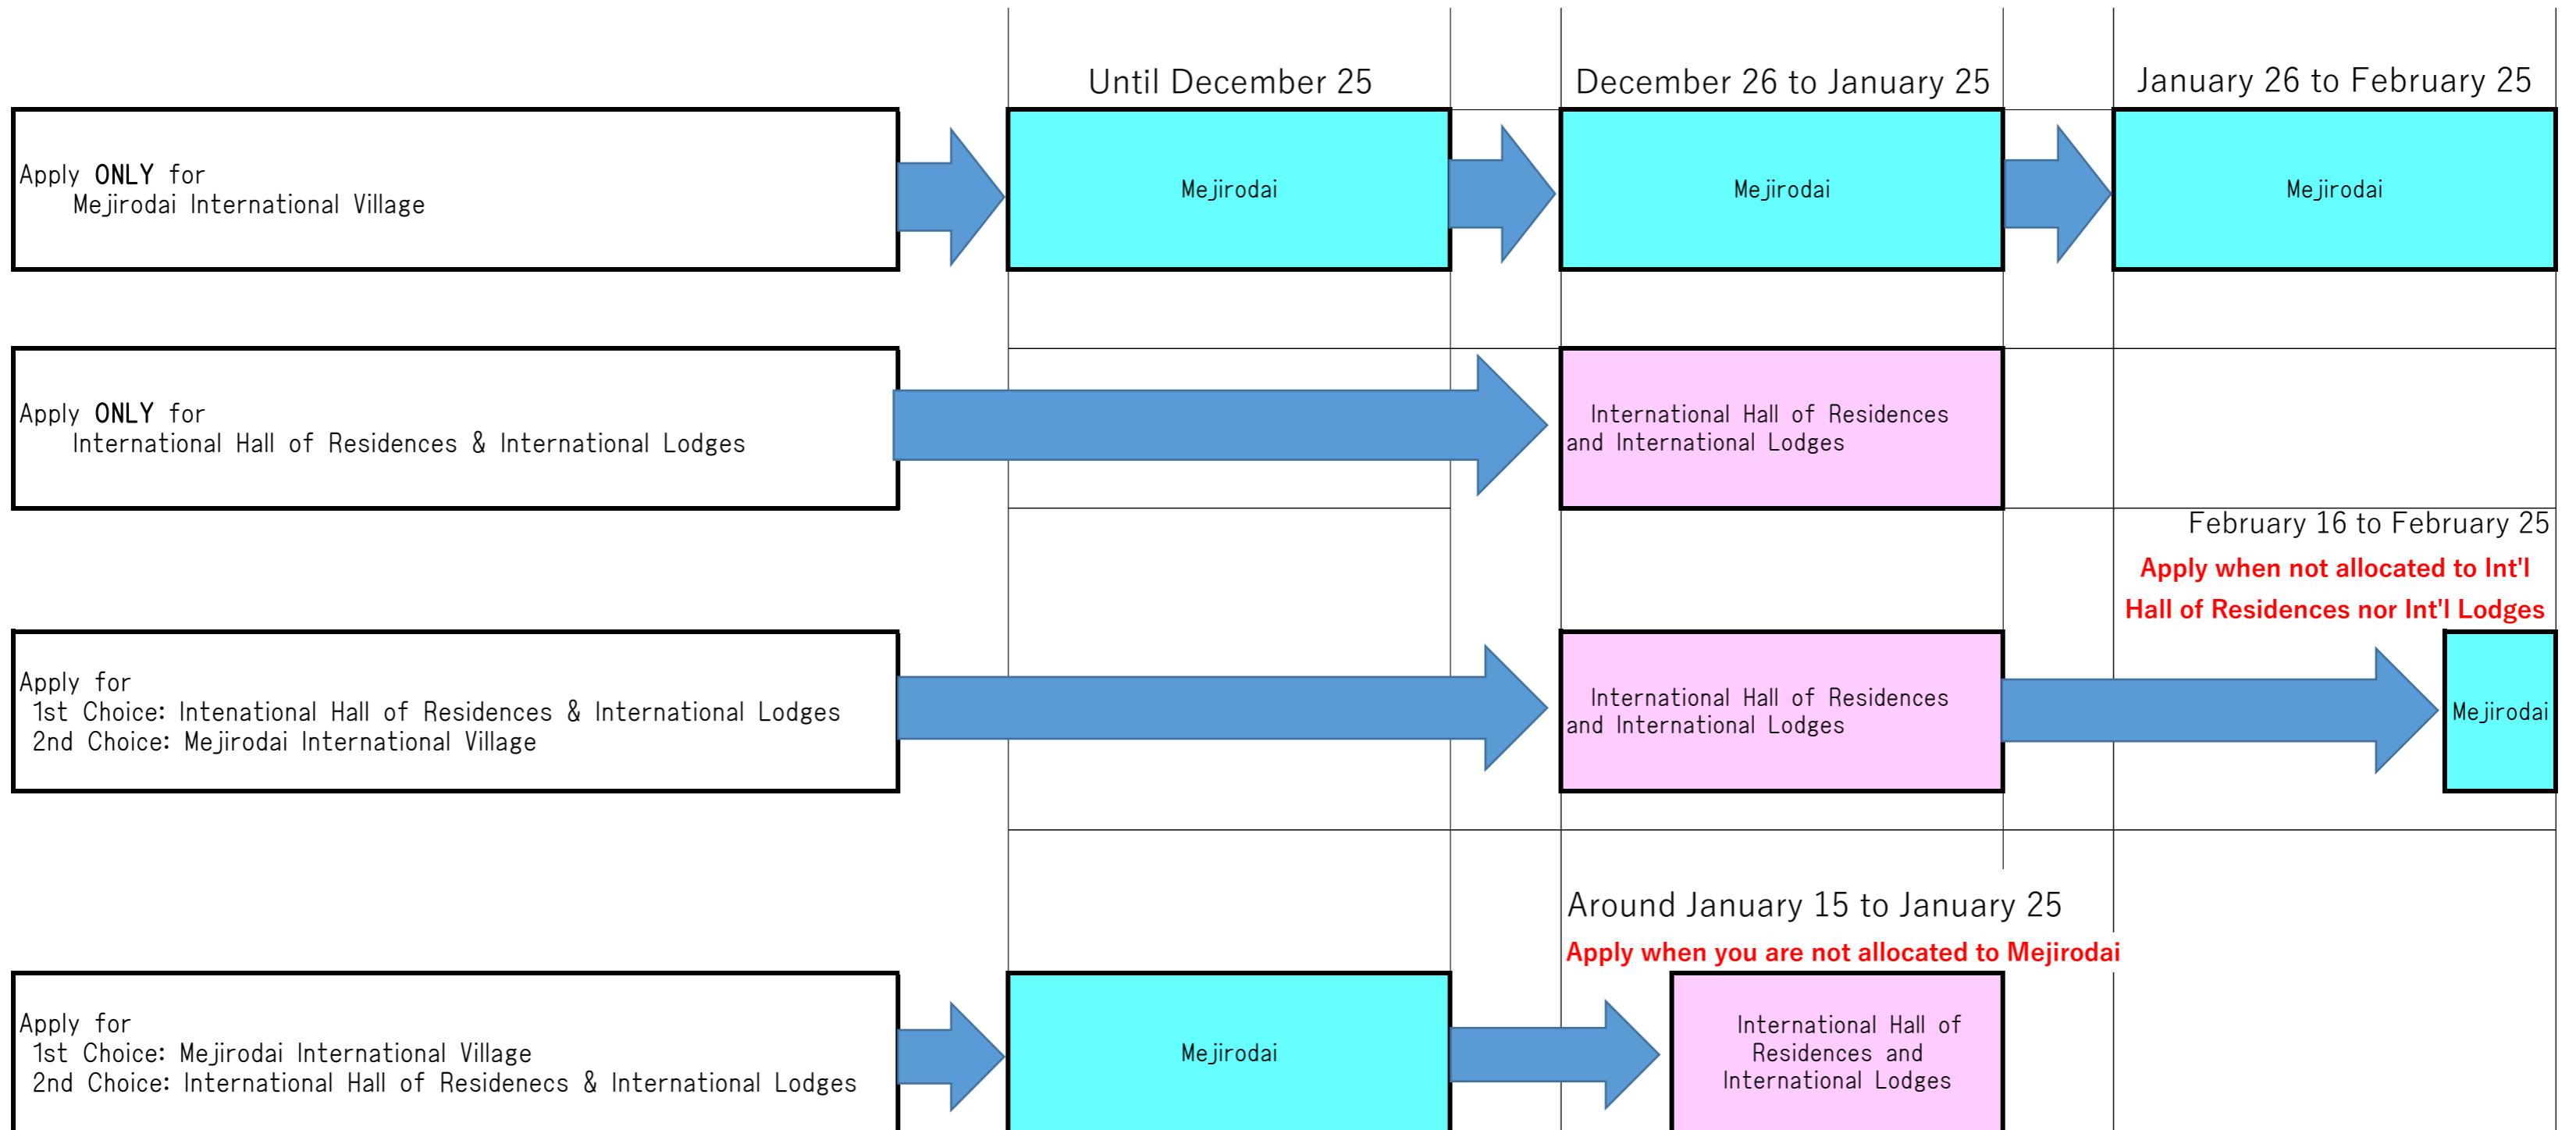 Until December 25
December 26 to January 25
January 26 to February 25
Apply ONLY for
Mejirodai International Village
Mejirodai
Mejirodai
Mejirodai
Apply ONLY for
International Hall of Residences & International Lodges
International Hall of Residences
and International Lodges
February 16 to February 25
Apply when not allocated to Int'l
Hall of Residences nor Int'l Lodges
Apply for
1st Choice: Intenational Hall of Residences & International Lodges
2nd Choice: Mejirodai International Village
International Hall of Residences
and International Lodges
Mejirodai
Around January 15 to January 25
Apply when you are not allocated to Mejirodai
Apply for
1st Choice: Mejirodai International Village
2nd Choice: International Hall of Residenecs & International Lodges
Mejirodai
International Hall of
Residences and
International Lodges